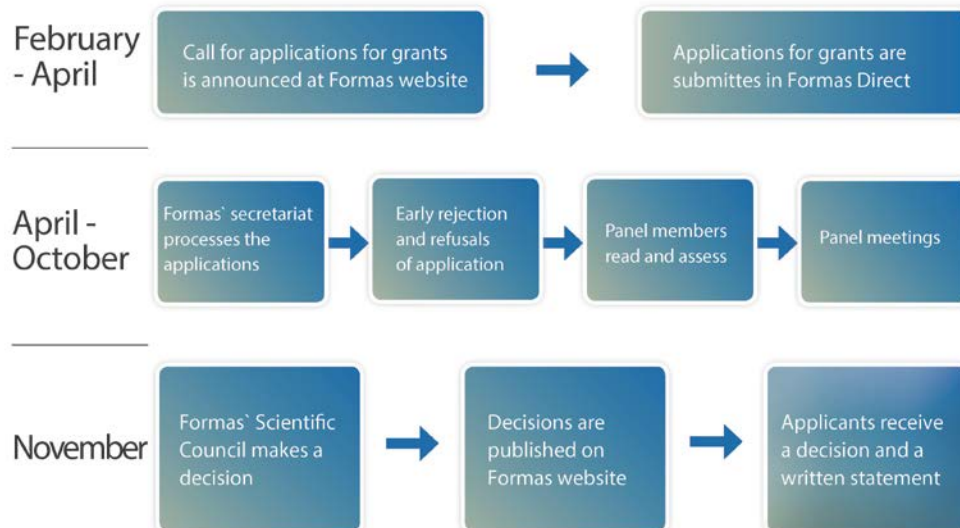 February
- April
Call for applications for grants
is announced at Formas website
Applications for grants are
submittes in Formas Direct
April -
October
Formas` secretariat
processes the
applications
Early rejection
and refusals
of application
Panel members
read and assess
Panel meetings
November
Formas` Scientific
Council makes a
decision
Decisions are
published on
Formas website
Applicants receive
a decision and a
written statement